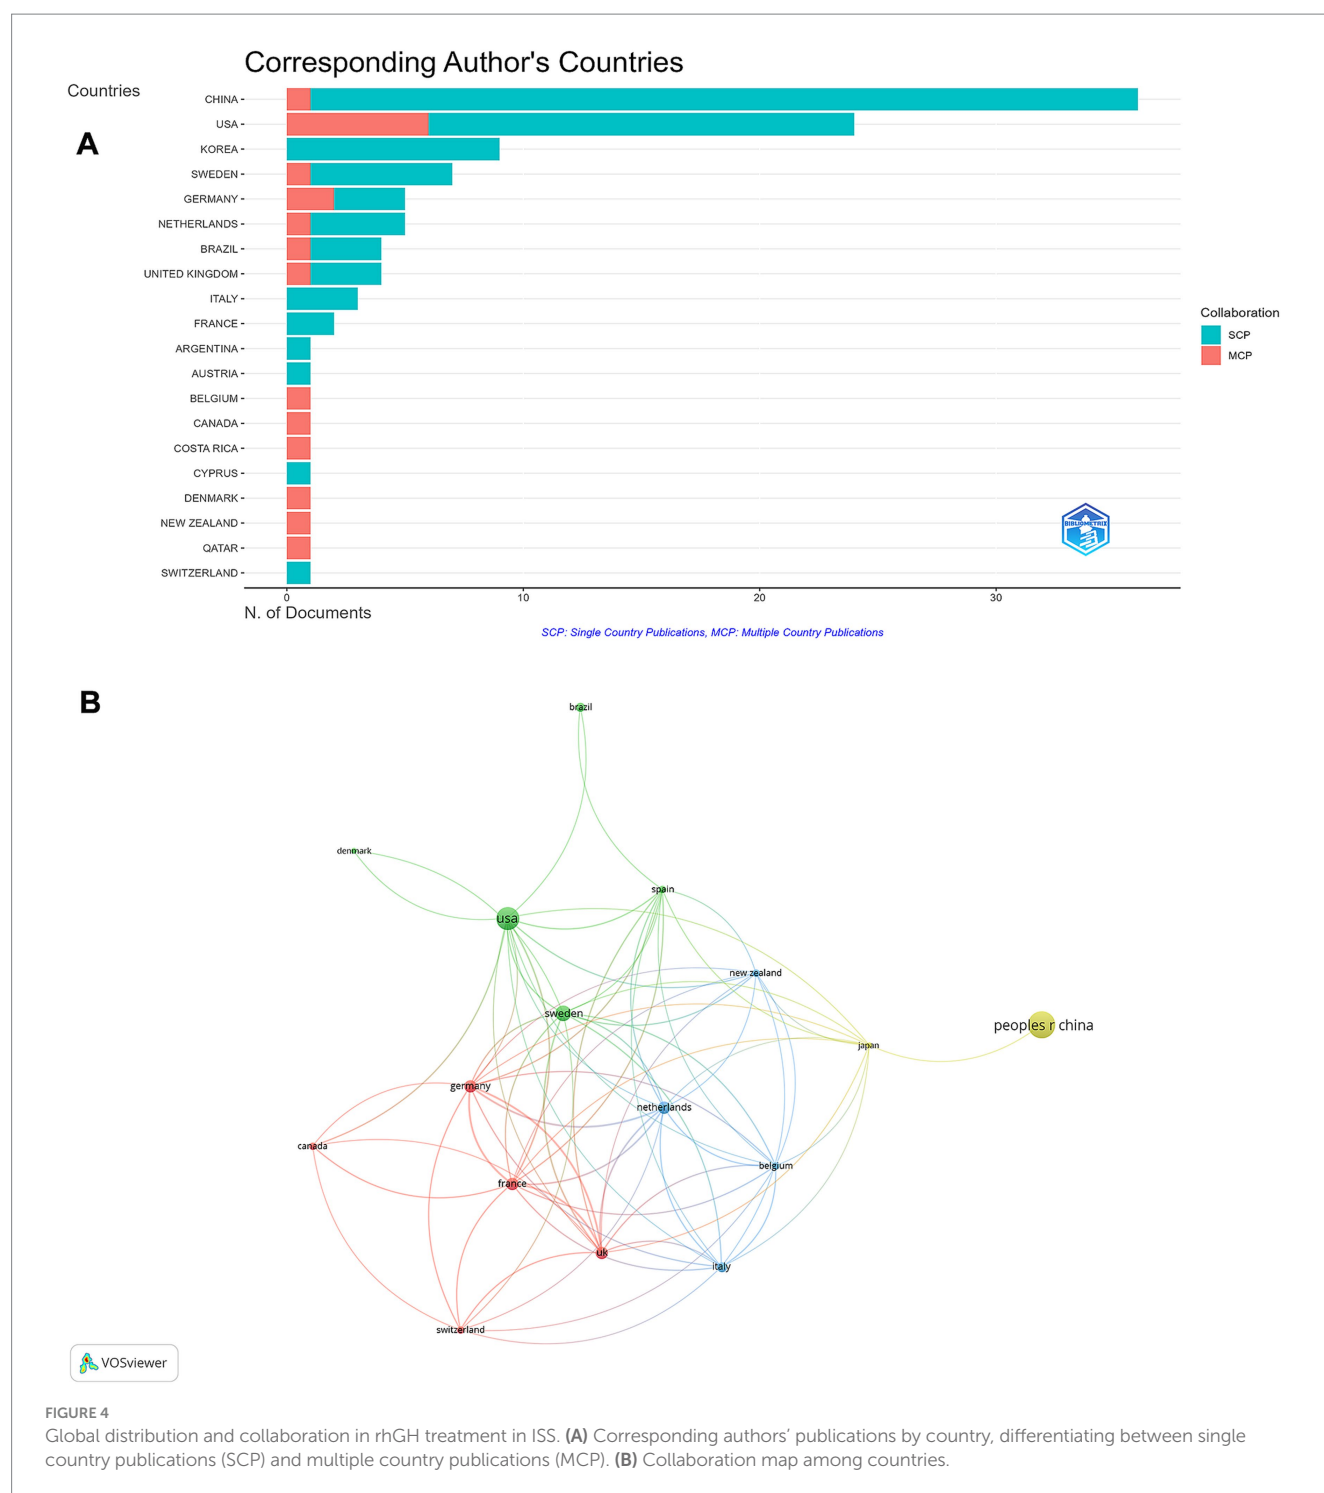 Corresponding Author's Countries
Countries
A
CHINA
USA
KOREA
SWEDEN
GERMANY
NETHERLANDS
BRAZIL
UNITED KINGDOM
ITALY
FRANCE
ARGENTINA
AUSTRIA
BELGIUM
CANADA
COSTA RICA
CYPRUS
DENMARK
NEW ZEALAND
QATAR
SWITZERLAND
Collaboration
SCP
MCP
BIBLIOMETRIX
0 10 20 30
N. of Documents
SCP: Single Country Publications, MCP: Multiple Country Publications
B
brazil
denmark
spain
usa
new zealand
sweden
peoples r china
japan
germany
netherlands
canada
belgium
france
uk
italy
switzerland
VOSviewer
FIGURE 4
Global distribution and collaboration in rhGH treatment in ISS. (A) Corresponding authors’ publications by country, differentiating between single
country publications (SCP) and multiple country publications (MCP). (B) Collaboration map among countries.